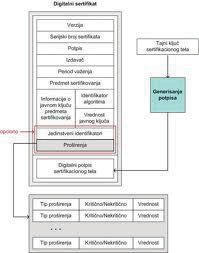 Digitalni sertifikat
Verzija
Serijski broj sertifikata
Potpis
Izdavač
Period važenja
Predmet sertifikovanja
Informacije o
javnom ključu
predmeta
sertifikovanja
Identifikator
algoritma
Vrednost
javnog ključa
opciono
Jedinstveni identifikatori
Proširenja
Digitalni potpis
sertifikacionog tela
Tajni ključ
sertifikacionog tela
Generisanje
potpisa
Tip proširenja Kritično/Nekritično Vrednost
Tip proširenja Kritično/Nekritično Vrednost
. . .
Tip proširenja Kritično/Nekritično Vrednost